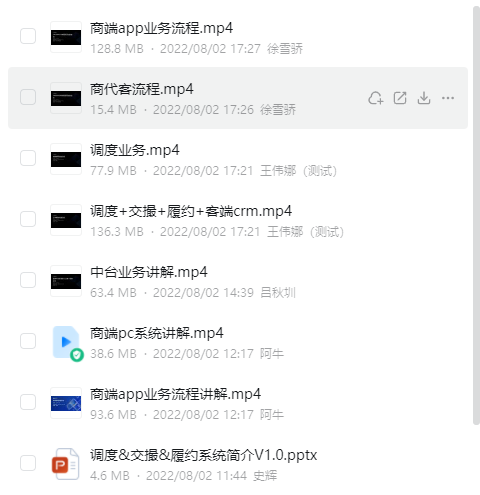 商端app业务流程.mp4
128.8 MB · 2022/08/02 17:27 徐雪骄
商代客流程.mp4
15.4 MB · 2022/08/02 17:26 徐雪骄
调度业务.mp4
77.9 MB · 2022/08/02 17:21 王伟娜（测试）
调度+交撮+履约+客端crm.mp4
136.3 MB · 2022/08/02 17:21 王伟娜（测试）
中台业务讲解.mp4
63.4 MB · 2022/08/02 14:39 吕秋圳
商端pc系统讲解.mp4
38.6 MB · 2022/08/02 12:17 阿牛
商端app业务流程讲解.mp4
93.6 MB · 2022/08/02 12:17 阿牛
调度&交撮&履约系统简介V1.0.pptx
4.6 MB · 2022/08/02 11:44 史辉